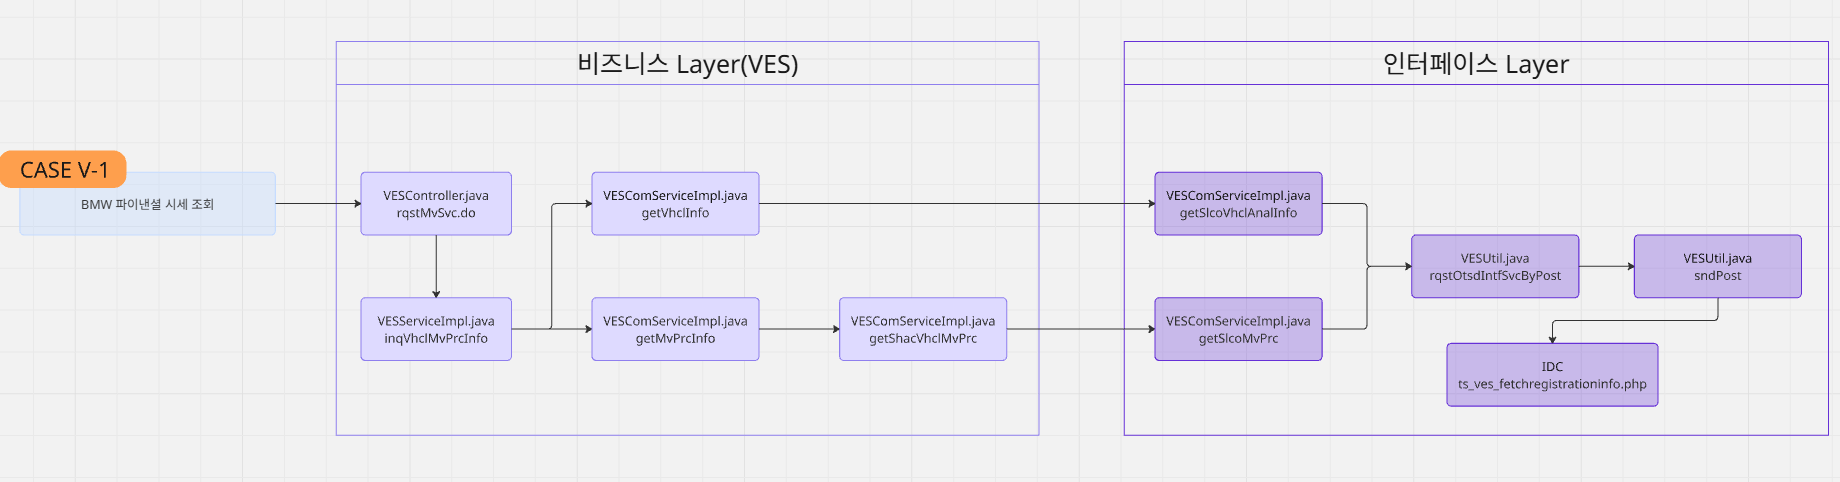 비즈니스 Layer(VES)
인터페이스 Layer
CASE V-1
BMW 파이낸셜 시세 조회
VESController.java
rqstMvSvc.do
VESComServiceImpl.java
getVhclInfo
VESComServiceImpl.java
getSlcoVhclAnalInfo
VESUtil.java
rqstOtsdIntfSvcByPost
VESUtil.java
sndPost
VESServiceImpl.java
inqVhclMvPrcInfo
VESComServiceImpl.java
getMvPrcInfo
VESComServiceImpl.java
getShacVhclMvPrc
VESComServiceImpl.java
getSlcoMvPrc
IDC
ts_ves_fetchregistrationinfo.php